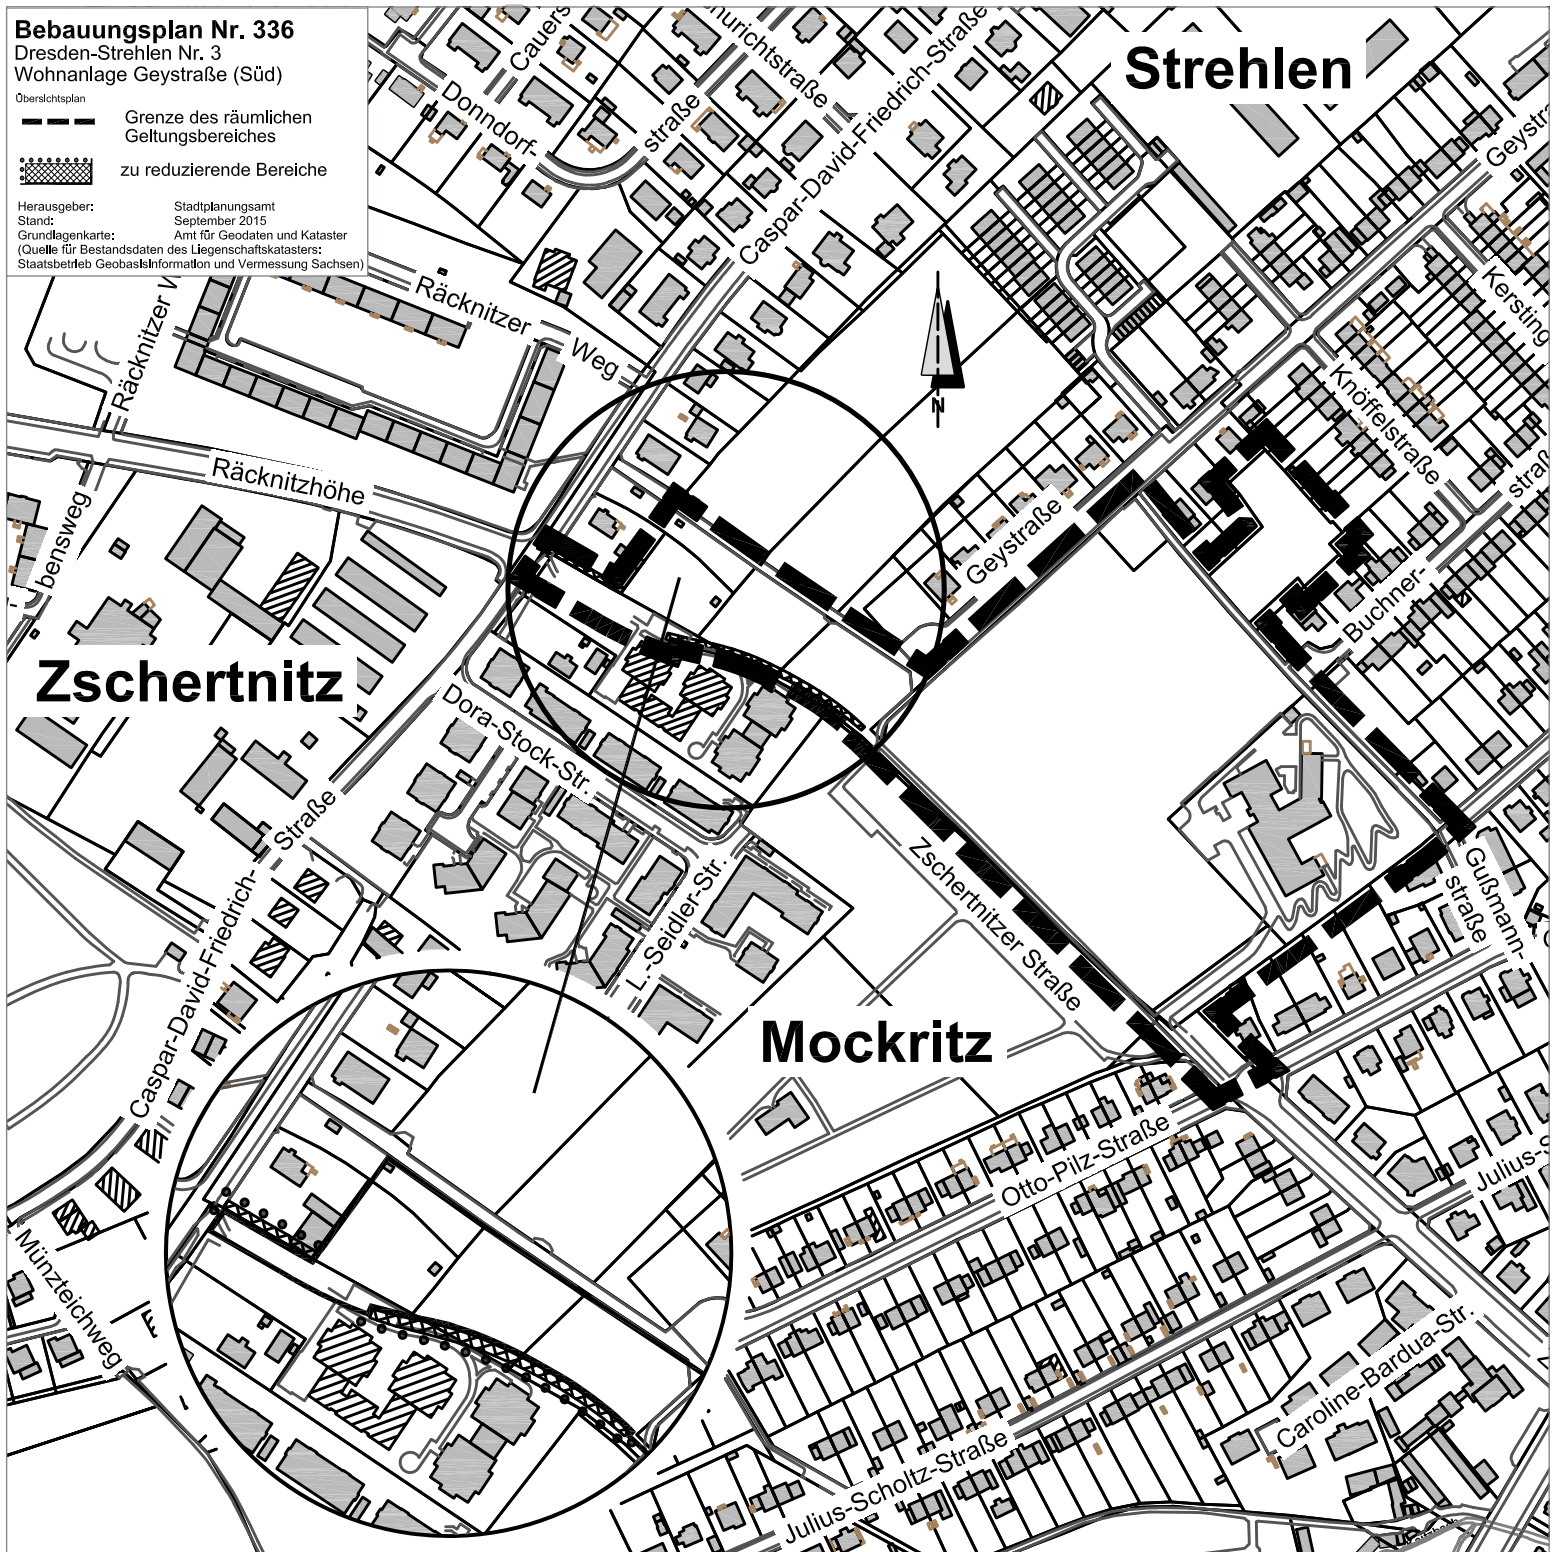 Bebauungsplan Nr. 336
Dresden-Strehlen Nr. 3
Wohnanlage Geystraße (Süd)
Übersichtsplan
Grenze des räumlichen
Geltungsbereiches
zu reduzierende Bereiche
Herausgeber: Stadtplanungsamt
Stand: September 2015
Grundlagenkarte: Amt für Geodaten und Kataster
(Quelle für Bestandsdaten des Liegenschaftskatasters:
Staatsbetrieb Geobasisinformation und Vermessung Sachsen)
Strehlen
Cauers
Donndorf-
straße
hurichtstraße
Caspar-David-Friedrich-Straße
Geystra
Kersting
straß
Knöffelstraße
Räcknitzer W
Räcknitzer
Weg
N
Räcknitzhöhe
bensweg
Geystraße
Buchner-
Zschertnitz
Dora-Stock-Str.
Caspar-David-Friedrich-
Straße
L.-Seidler-Str.
Zschertnitzer Straße
Gußmann-
straße
Mockritz
Otto-Pilz-Straße
Julius-S
Münzteichweg
Caroline-Bardua-Str.
Julius-Scholtz-Straße